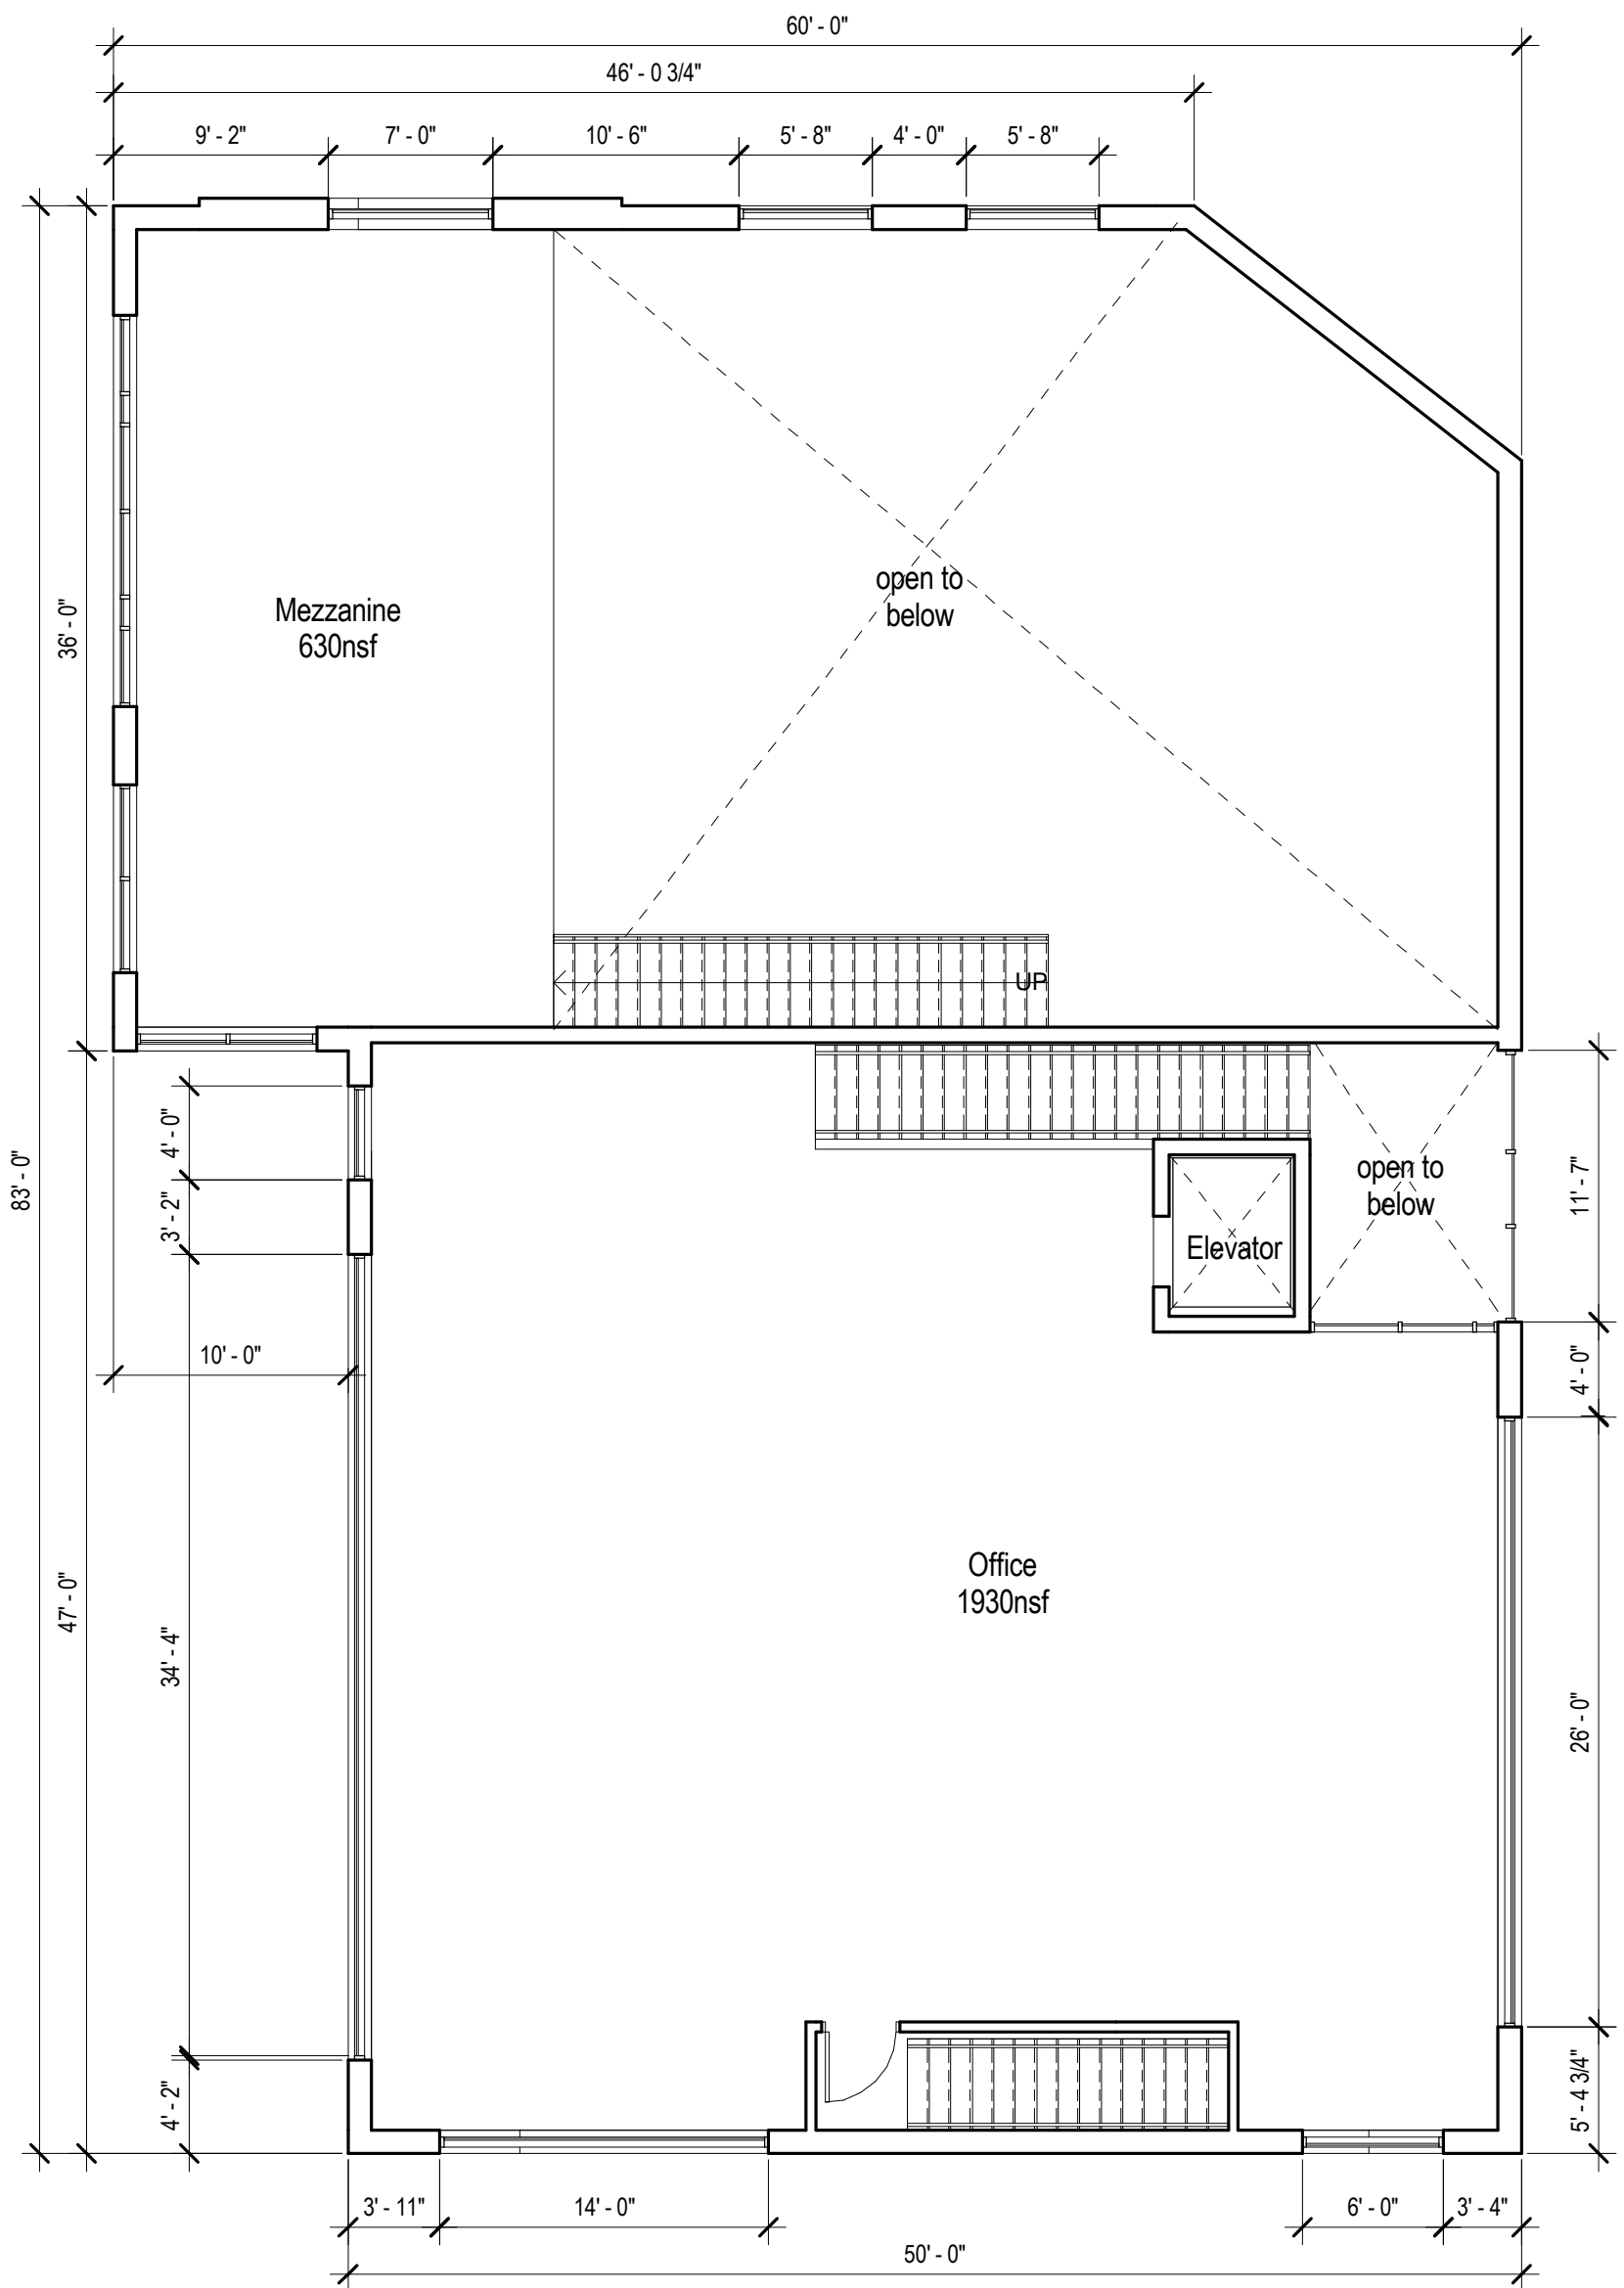 60' - 0"
46' - 0 3/4"
9' - 2"
7' - 0"
10' - 6"
5' - 8"
4' - 0"
5' - 8"
36' - 0"
Mezzanine
630nsf
open to
below
UP
83' - 0"
4' - 0"
3' - 2"
open to
below
11' - 7"
Elevator
10' - 0"
4' - 0"
47' - 0"
34' - 4"
Office
1930nsf
26' - 0"
4' - 2"
5' - 4 3/4"
3' - 11"
14' - 0"
6' - 0"
3' - 4"
50' - 0"